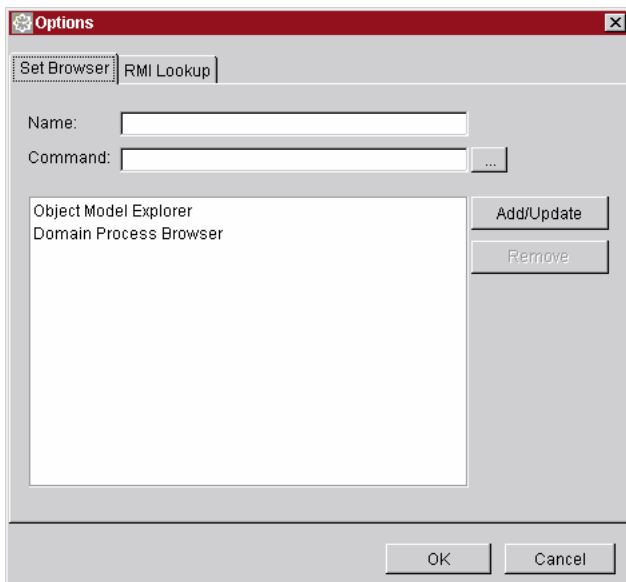 Options
Set Browser RMI Lookup
Name:
Command: ...
Object Model Explorer
Domain Process Browser
Add/Update
Remove
OK Cancel